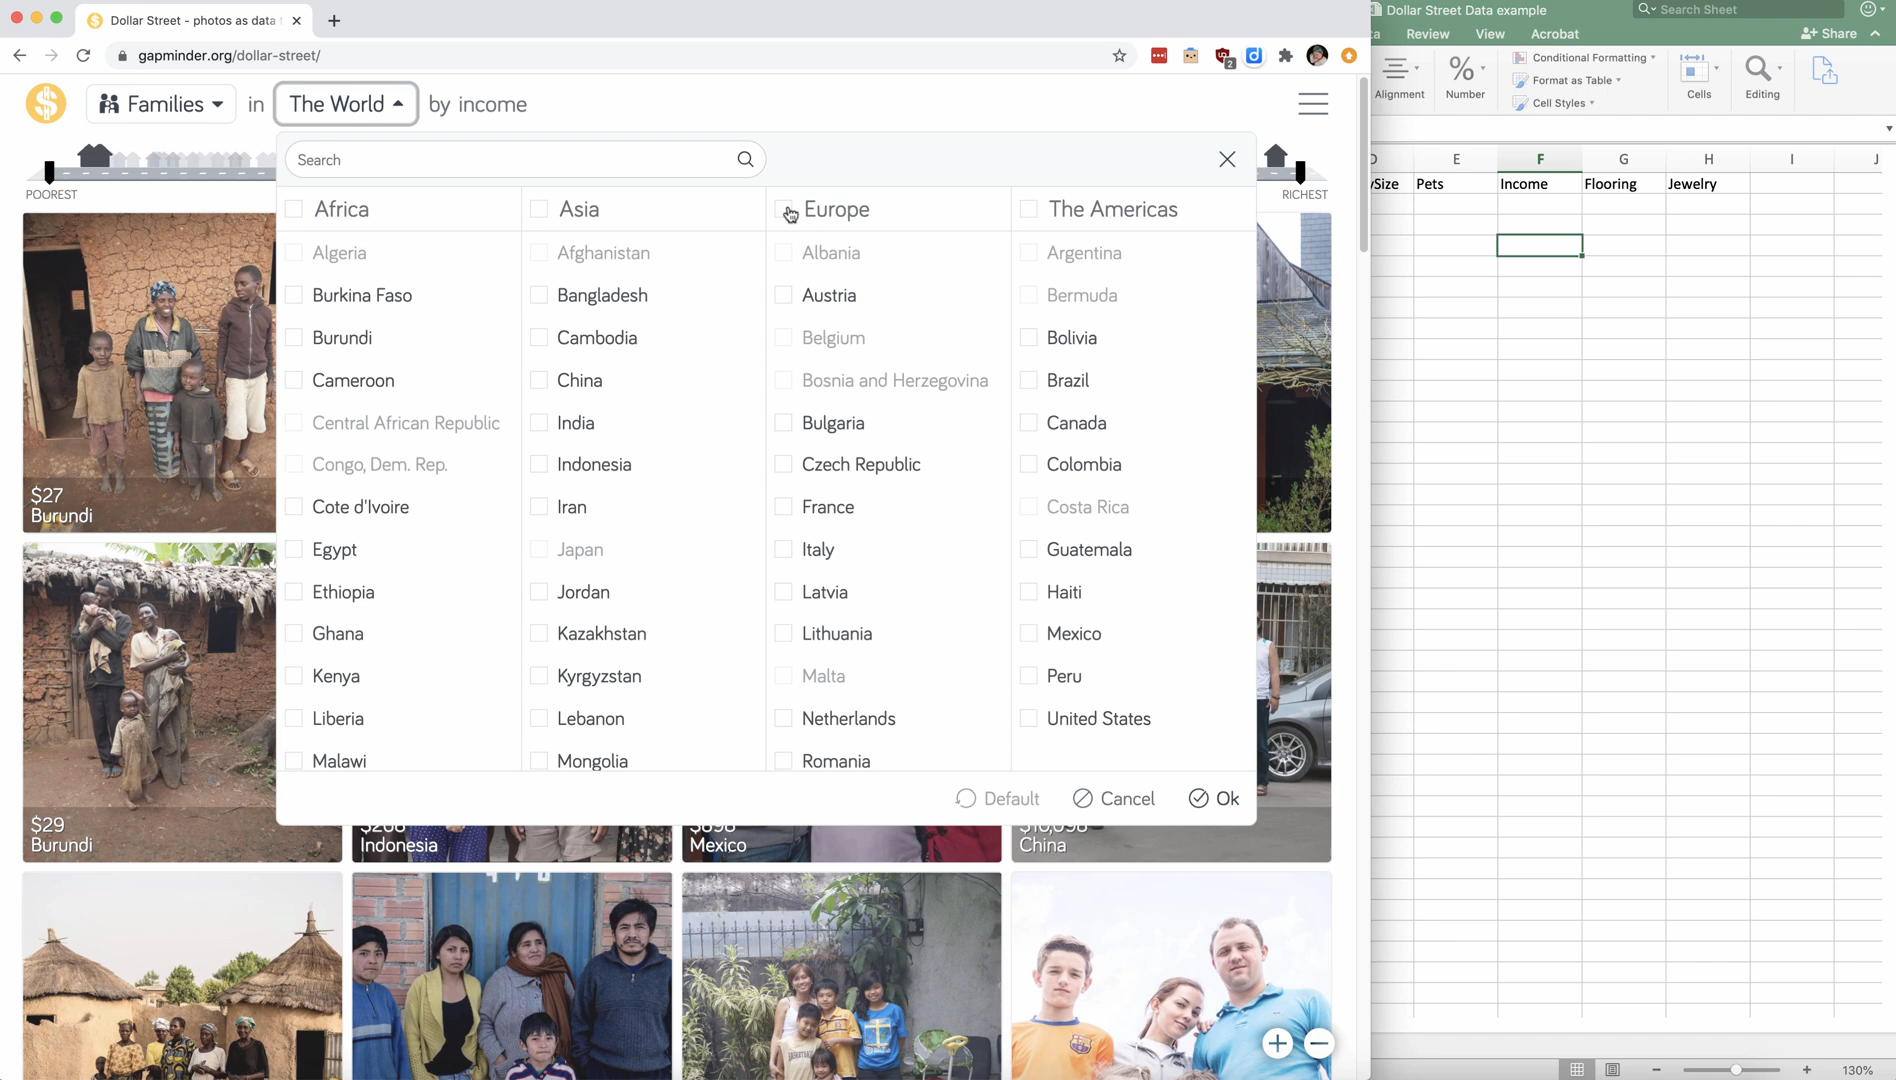 Dollar Street - photos as data
gapminder.org/dollar-street/
2
Families in The World by income
POOREST
RICHEST
Search
Africa
Algeria
Burkina Faso
Burundi
Cameroon
Central African Republic
Congo, Dem. Rep.
Cote d'Ivoire
Egypt
Ethiopia
Ghana
Kenya
Liberia
Malawi
Asia
Afghanistan
Bangladesh
Cambodia
China
India
Indonesia
Iran
Japan
Jordan
Kazakhstan
Kyrgyzstan
Lebanon
Mongolia
Europe
Albania
Austria
Belgium
Bosnia and Herzegovina
Bulgaria
Czech Republic
France
Italy
Latvia
Lithuania
Malta
Netherlands
Romania
The Americas
Argentina
Bermuda
Bolivia
Brazil
Canada
Colombia
Costa Rica
Guatemala
Haiti
Mexico
Peru
United States
Default Cancel Ok
$27
Burundi
$29
Burundi
$268
Indonesia
$898
Mexico
$10,098
China
Dollar Street Data example
Search Sheet
Review View Acrobat
Share
Alignment
Number
Conditional Formatting
Format as Table
Cell Styles
Cells
Editing
D E F G H I J
ySize Pets Income Flooring Jewelry
130%